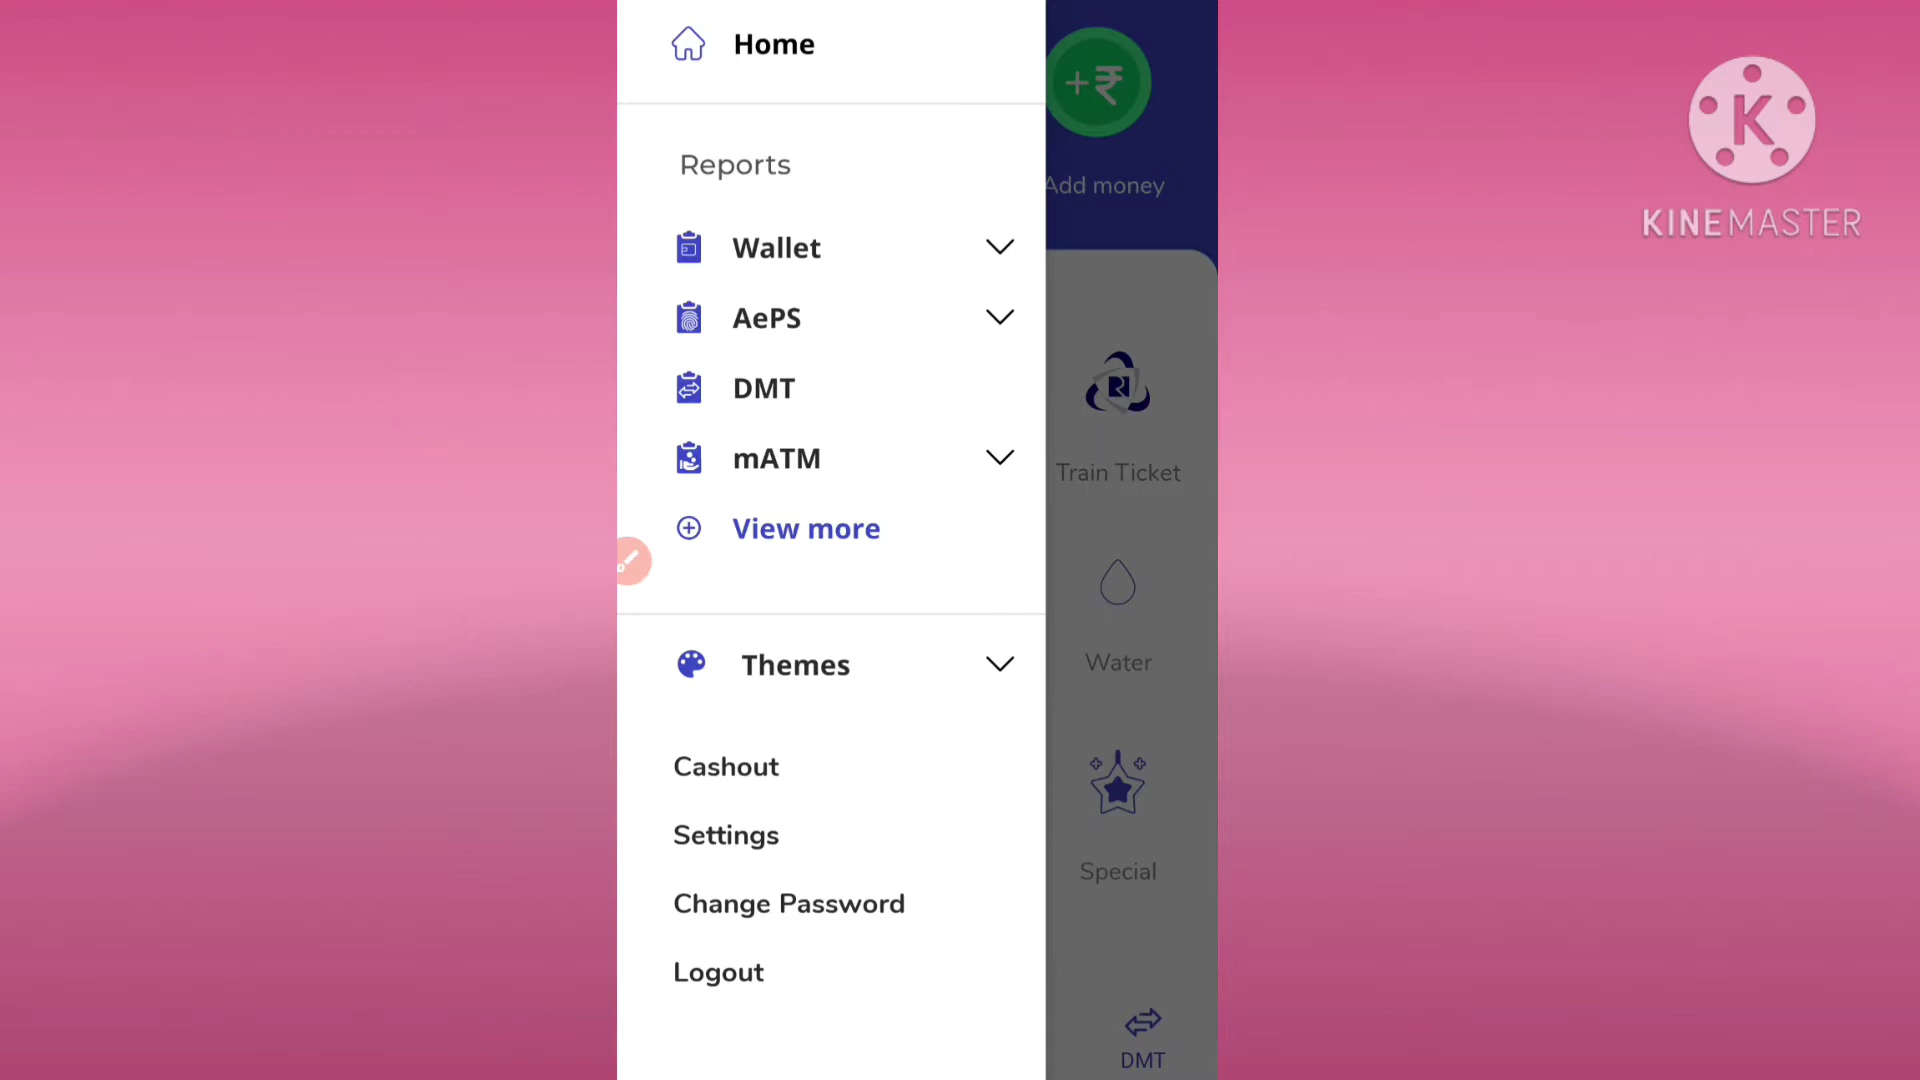 Home
+₹
Add money
Reports
Wallet
AePS
DMT
mATM
View more
Train Ticket
Water
Themes
Cashout
Settings
Special
Change Password
Logout
DMT
K
KINEMASTER